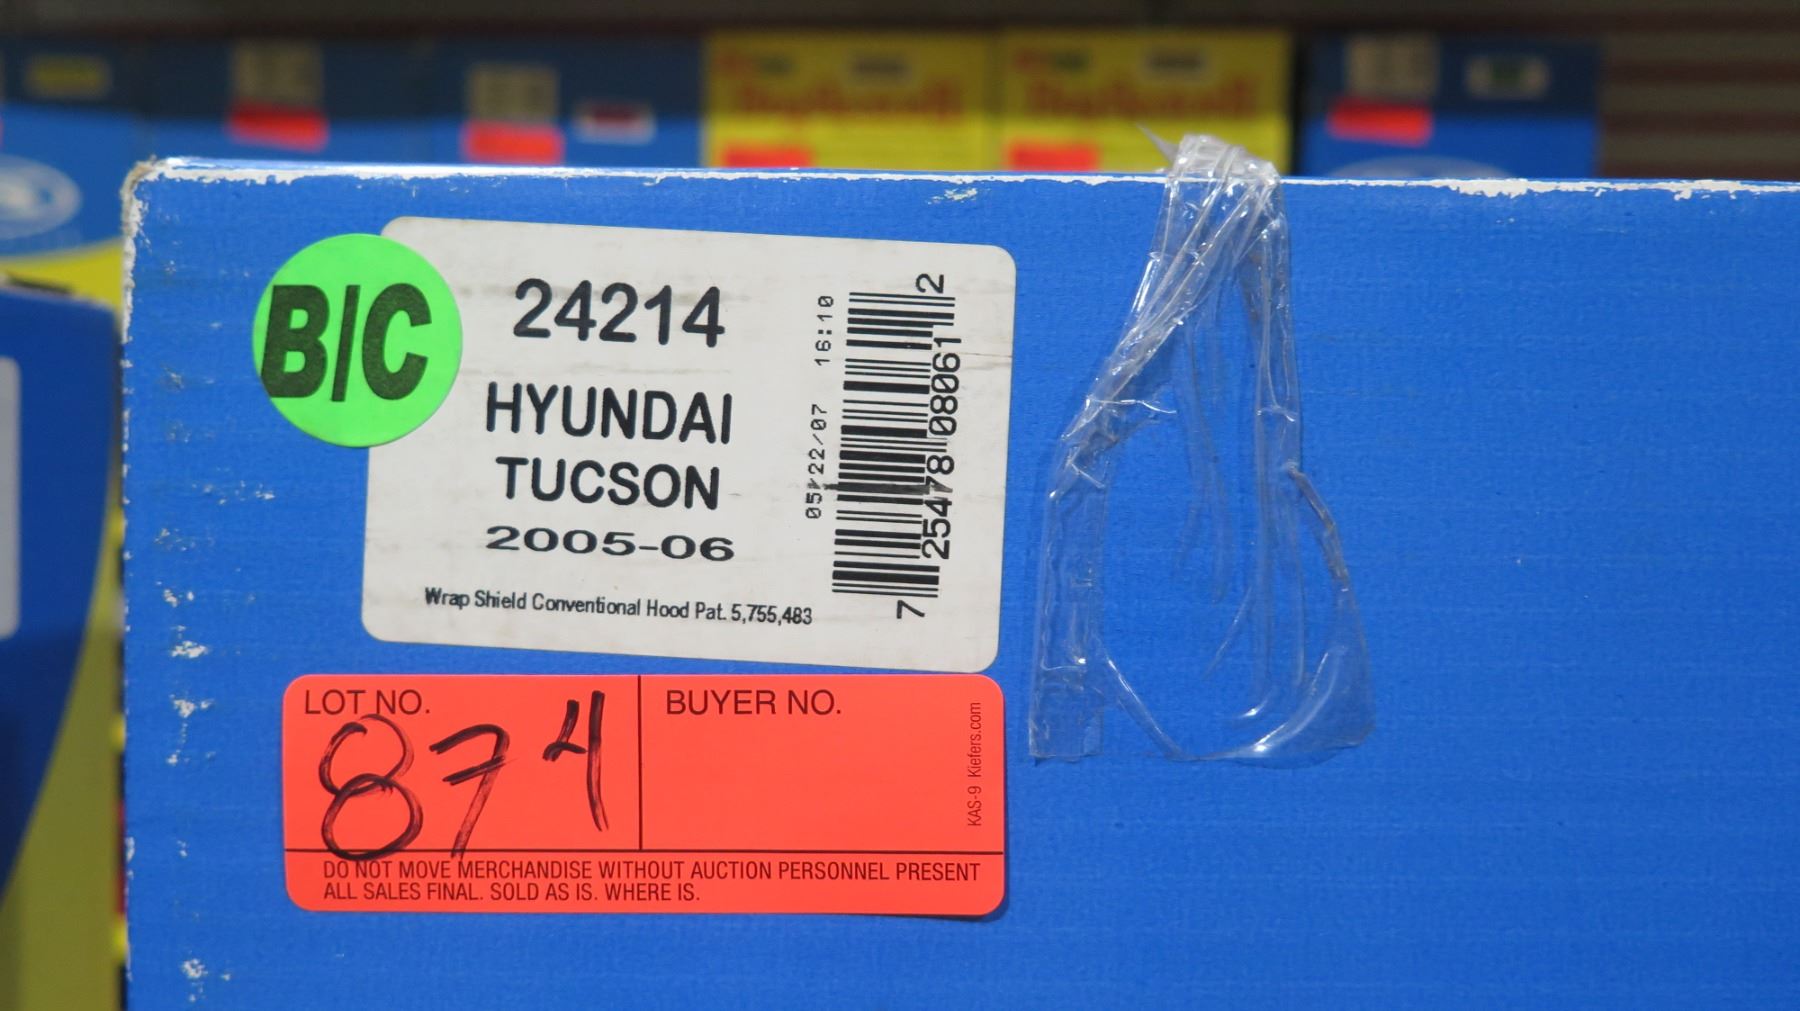 B/C
24214
HYUNDAI
TUCSON
2005-06
Wrap Shield Conventional Hood Pat. 5,755,483
05/22/07 16:10
7 25478 08061 2
LOT NO.
874
BUYER NO.
KAS-9 Kiefers.com
DO NOT MOVE MERCHANDISE WITHOUT AUCTION PERSONNEL PRESENT
ALL SALES FINAL. SOLD AS IS. WHERE IS.